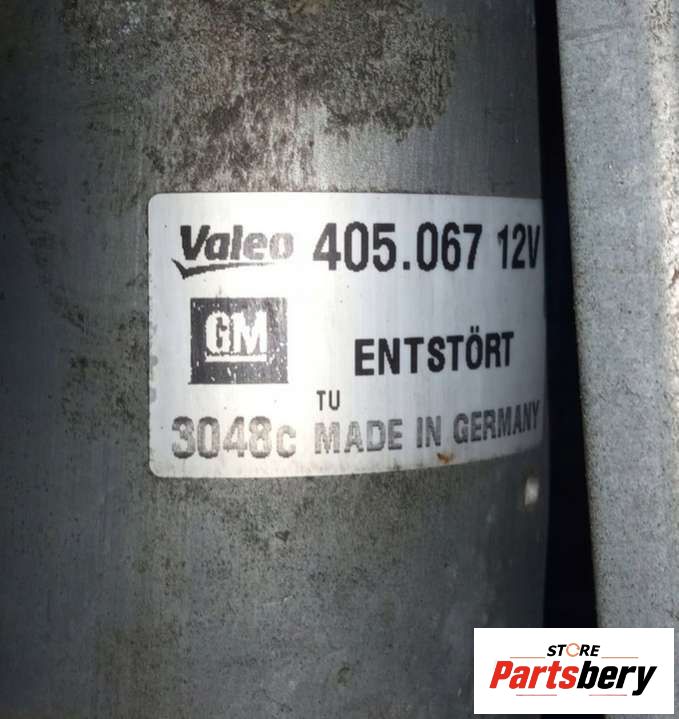 Valeo 405.067 12V
GM ENTSTÖRT
TU
3048c MADE IN GERMANY
STORE
Partsbery